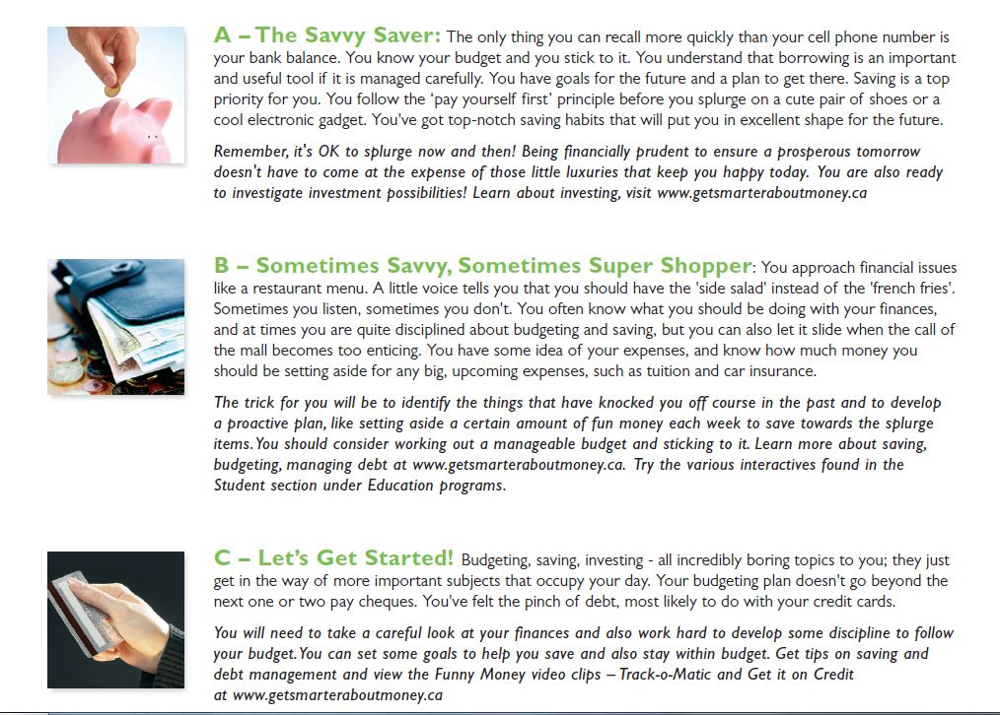 A – The Savvy Saver: The only thing you can recall more quickly than your cell phone number is
your bank balance. You know your budget and you stick to it. You understand that borrowing is an important
and useful tool if it is managed carefully. You have goals for the future and a plan to get there. Saving is a top
priority for you. You follow the ‘pay yourself first’ principle before you splurge on a cute pair of shoes or a
cool electronic gadget. You've got top-notch saving habits that will put you in excellent shape for the future.
Remember, it's OK to splurge now and then! Being financially prudent to ensure a prosperous tomorrow
doesn't have to come at the expense of those little luxuries that keep you happy today. You are also ready
to investigate investment possibilities! Learn about investing, visit www.getsmarteraboutmoney.ca
B – Sometimes Savvy, Sometimes Super Shopper: You approach financial issues
like a restaurant menu. A little voice tells you that you should have the 'side salad' instead of the 'french fries'.
Sometimes you listen, sometimes you don't. You often know what you should be doing with your finances,
and at times you are quite disciplined about budgeting and saving, but you can also let it slide when the call of
the mall becomes too enticing. You have some idea of your expenses, and know how much money you
should be setting aside for any big, upcoming expenses, such as tuition and car insurance.
The trick for you will be to identify the things that have knocked you off course in the past and to develop
a proactive plan, like setting aside a certain amount of fun money each week to save towards the splurge
items. You should consider working out a manageable budget and sticking to it. Learn more about saving,
budgeting, managing debt at www.getsmarteraboutmoney.ca. Try the various interactives found in the
Student section under Education programs.
C – Let’s Get Started! Budgeting, saving, investing - all incredibly boring topics to you; they just
get in the way of more important subjects that occupy your day. Your budgeting plan doesn't go beyond the
next one or two pay cheques. You've felt the pinch of debt, most likely to do with your credit cards.
You will need to take a careful look at your finances and also work hard to develop some discipline to follow
your budget. You can set some goals to help you save and also stay within budget. Get tips on saving and
debt management and view the Funny Money video clips – Track-o-Matic and Get it on Credit
at www.getsmarteraboutmoney.ca